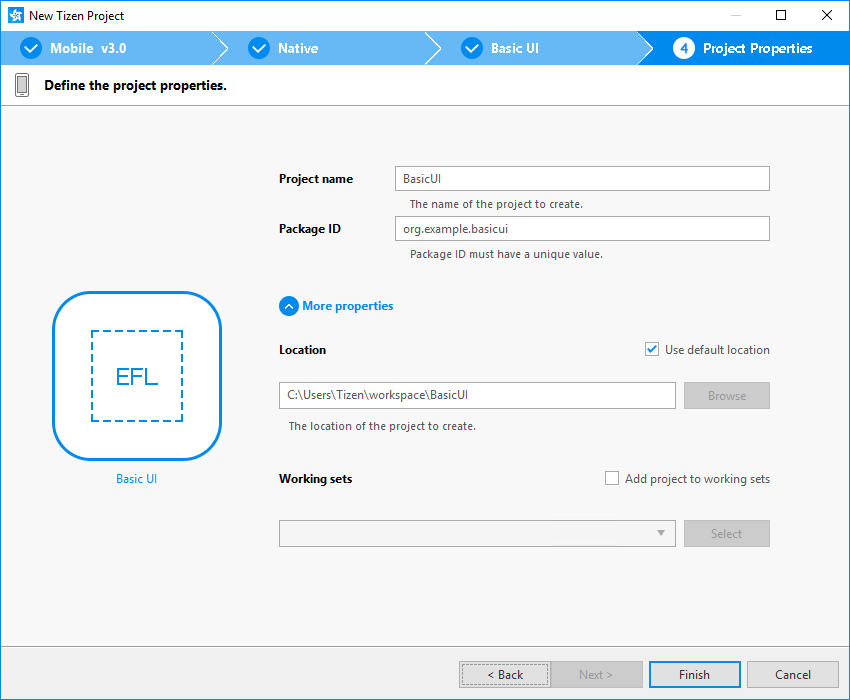 New Tizen Project
Mobile v3.0
Native
Basic UI
4 Project Properties
Define the project properties.
Project name
BasicUI
The name of the project to create.
Package ID
org.example.basicui
Package ID must have a unique value.
More properties
Location
Use default location
C:\Users\Tizen\workspace\BasicUI
Browse
The location of the project to create.
EFL
Basic UI
Working sets
Add project to working sets
Select
< Back
Next >
Finish
Cancel